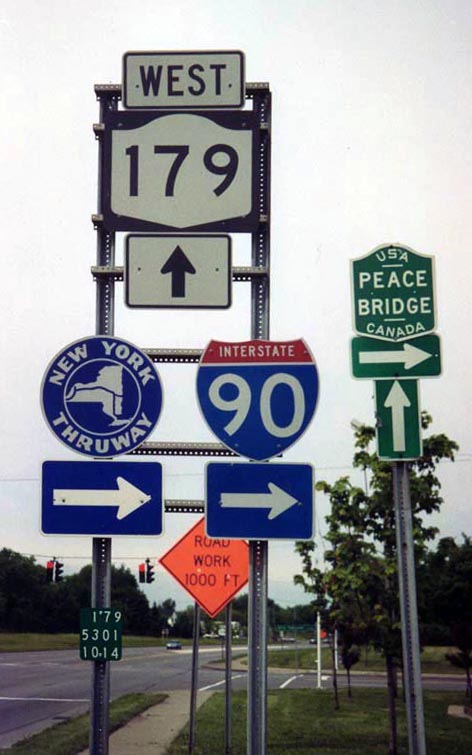 WEST
179
NEW YORK
THRUWAY
INTERSTATE
90
USA
PEACE
BRIDGE
CANADA
ROAD
WORK
1000 FT
179
5301
1014